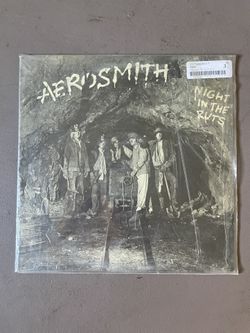 AEROSMITH
NIGHT
IN THE
RUTS